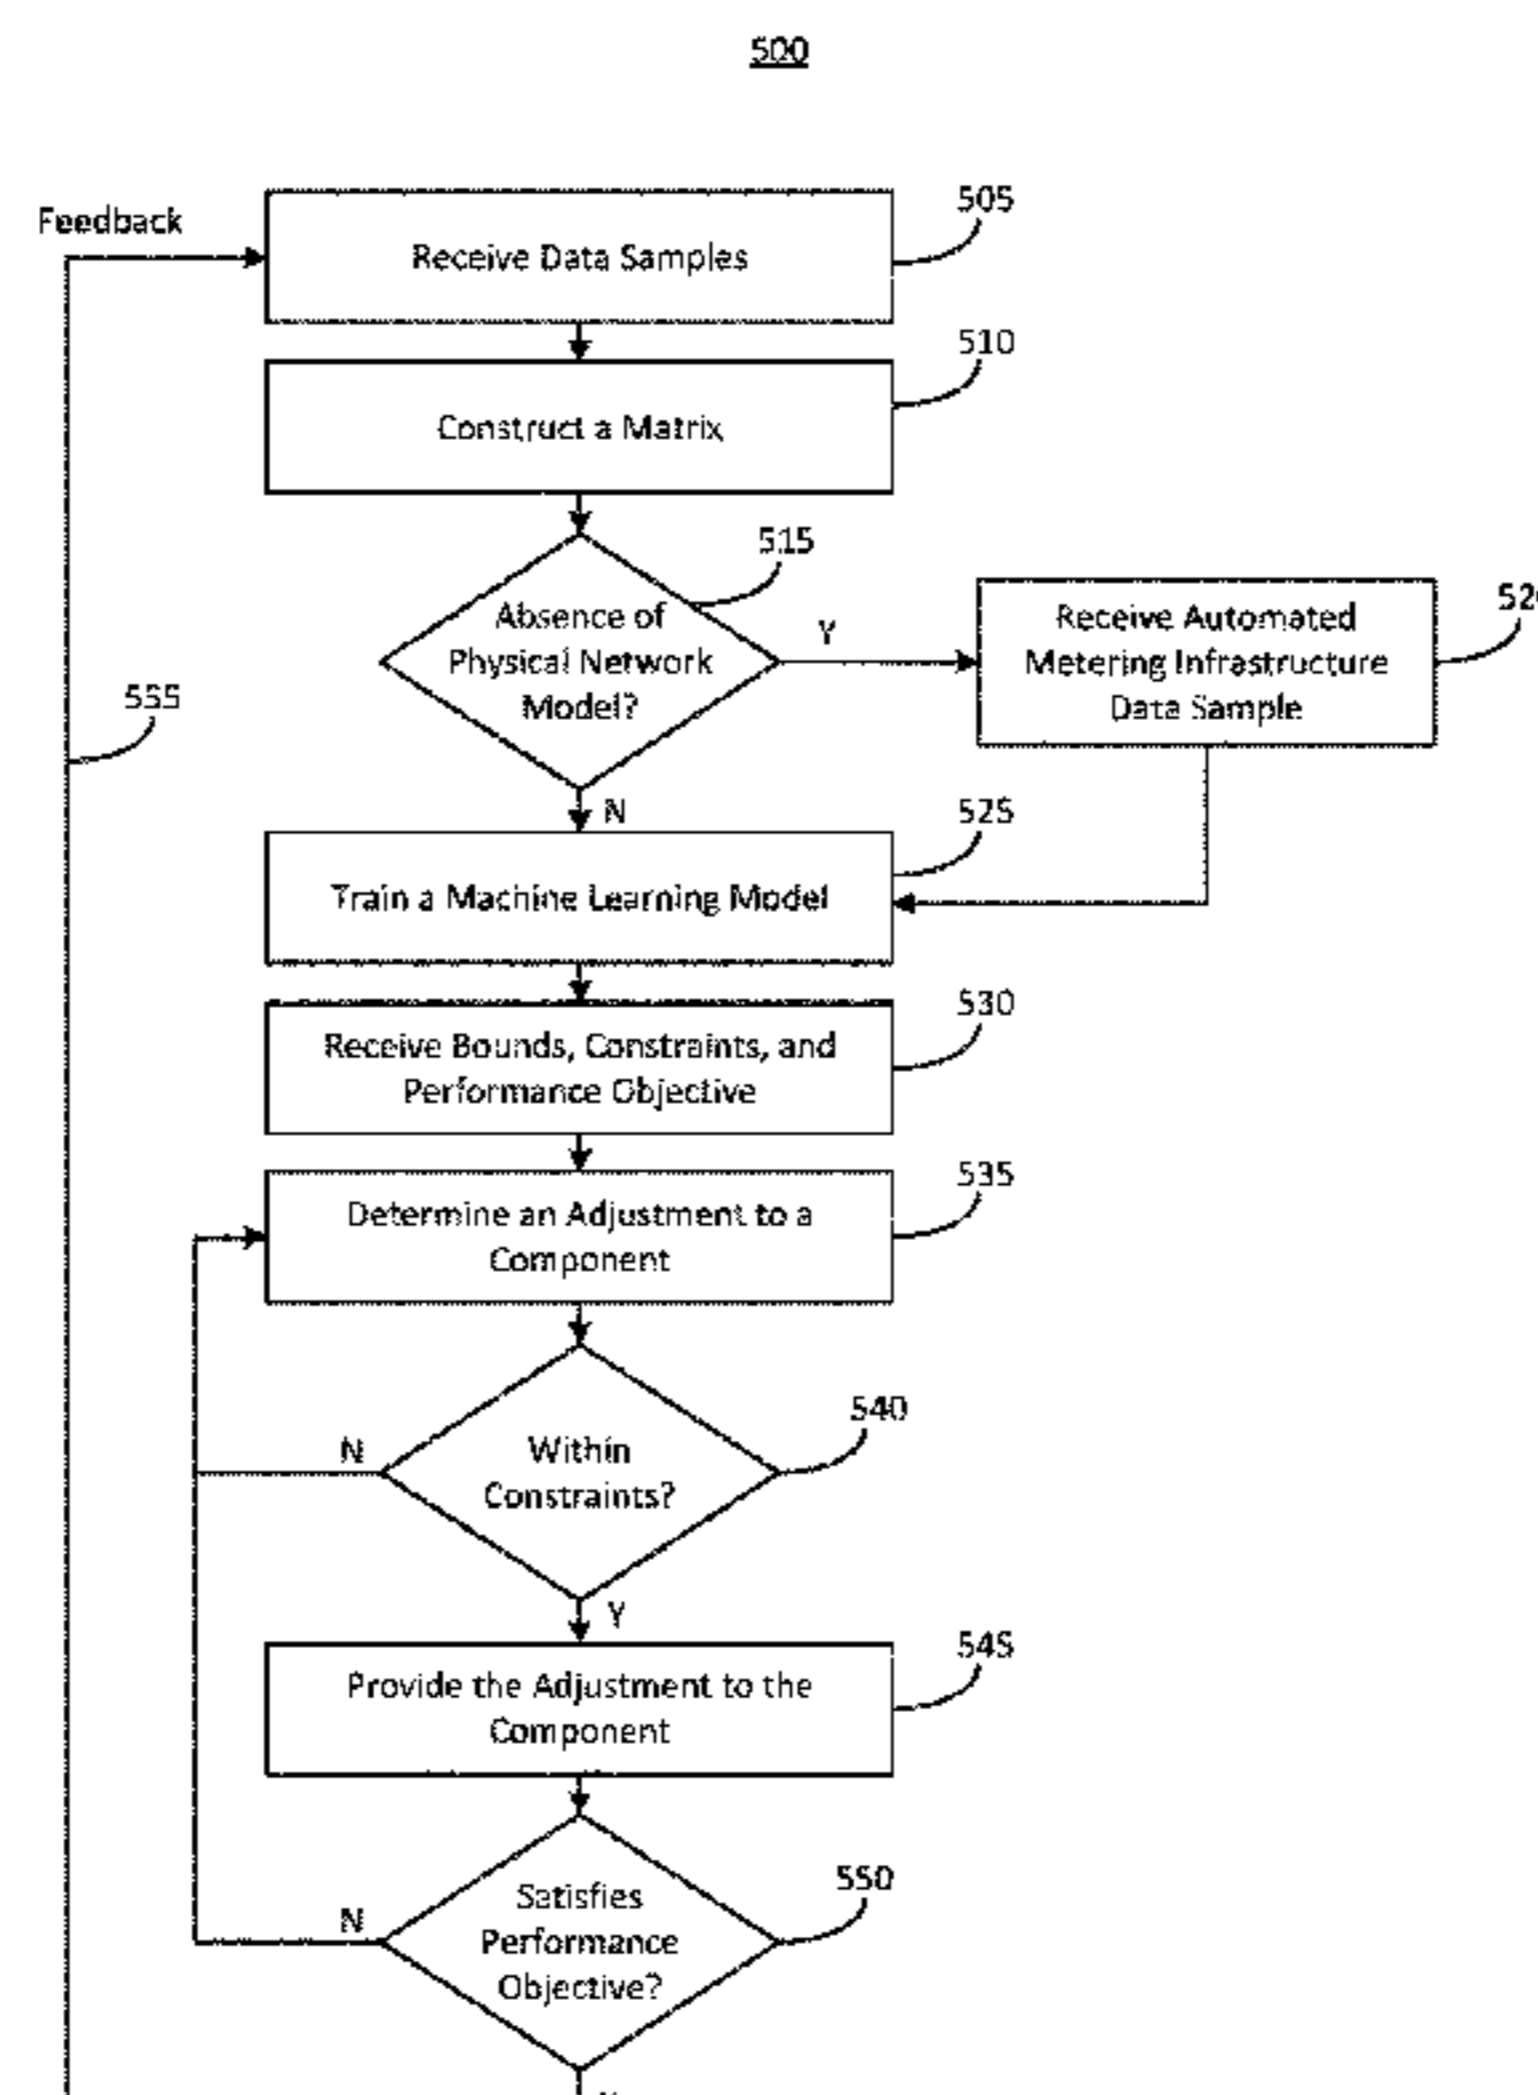 500
Feedback
505
Receive Data Samples
510
Construct a Matrix
515
Absence of
Physical Network
Model?
Y
Receive Automated
Metering Infrastructure
Data Sample
555
N
525
Train a Machine Learning Model
530
Receive Bounds, Constraints, and
Performance Objective
535
Determine an Adjustment to a
Component
540
N
Within
Constraints?
Y
545
Provide the Adjustment to the
Component
550
N
Satisfies
Performance
Objective?